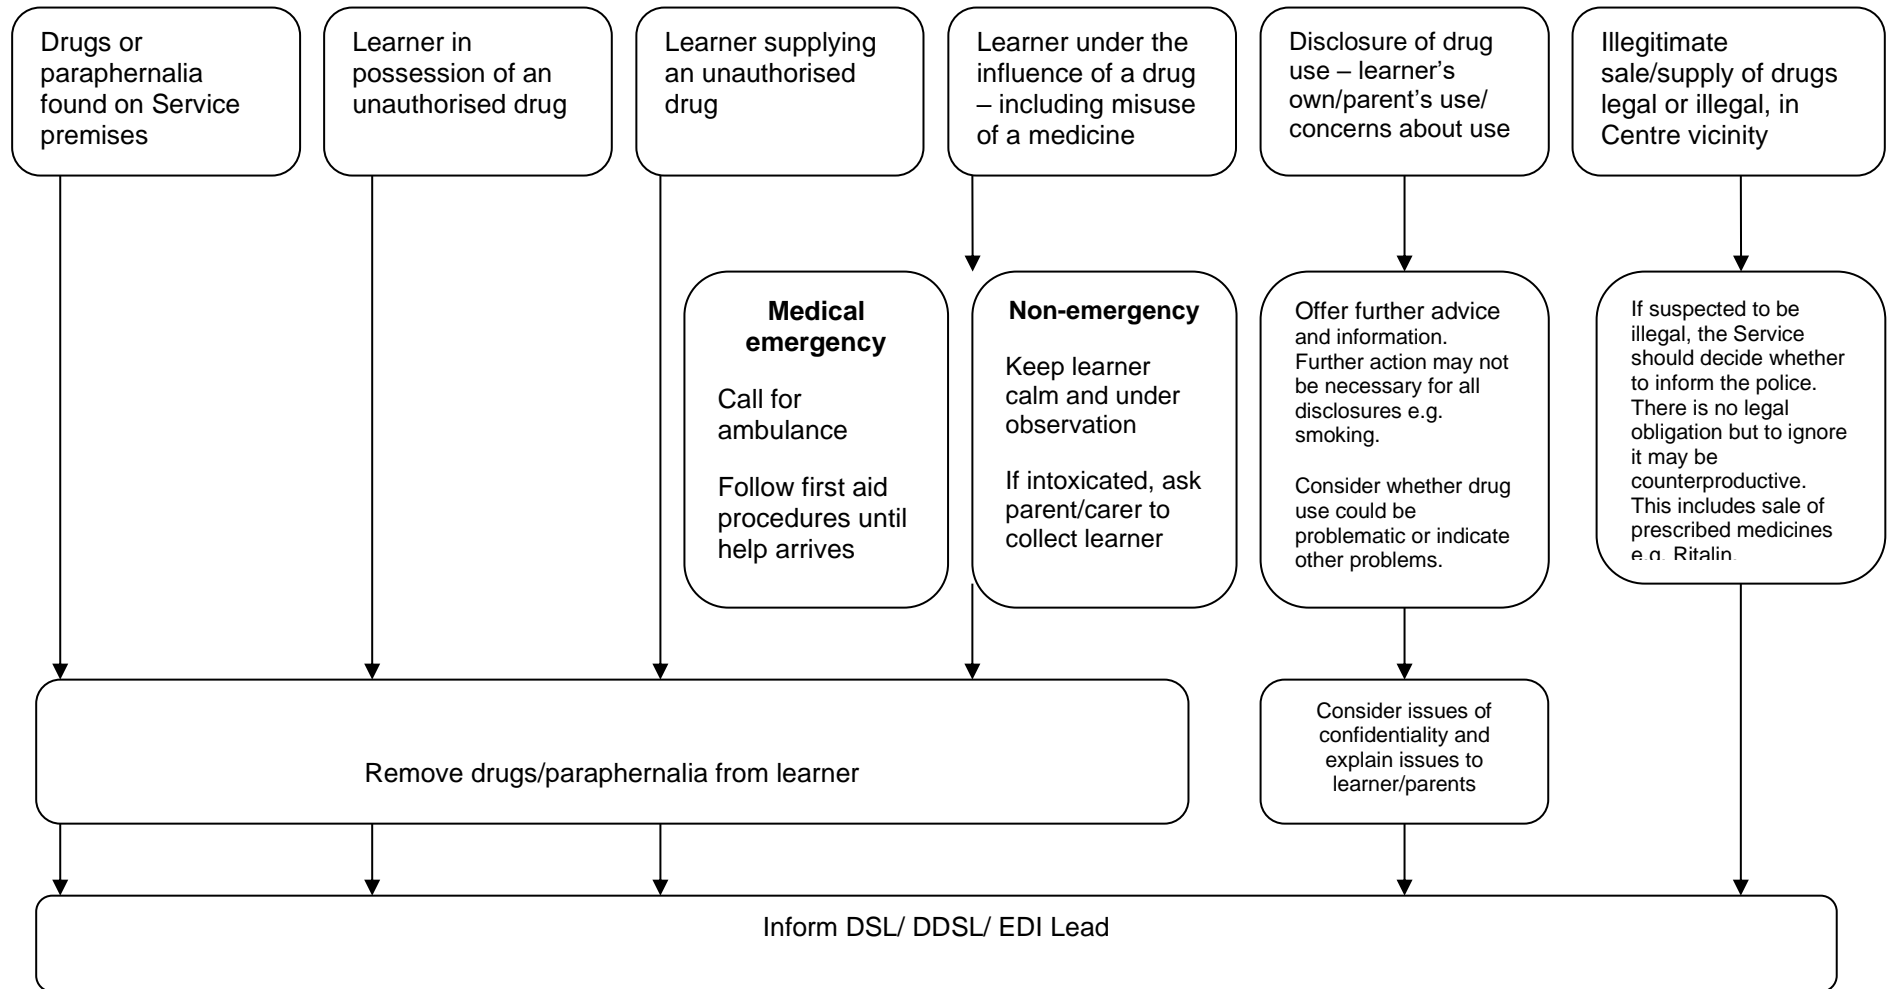 Drugs or
paraphernalia
found on Service
premises
Learner in
possession of an
unauthorised drug
Learner supplying
an unauthorised
drug
Learner under the
influence of a drug
– including misuse
of a medicine
Disclosure of drug
use – learner’s
own/parent’s use/
concerns about use
Illegitimate
sale/supply of drugs
legal or illegal, in
Centre vicinity
Medical
emergency
Call for
ambulance
Follow first aid
procedures until
help arrives
Non-emergency
Keep learner
calm and under
observation
If intoxicated, ask
parent/carer to
collect learner
Offer further advice
and information.
Further action may not
be necessary for all
disclosures e.g.
smoking.
Consider whether drug
use could be
problematic or indicate
other problems.
If suspected to be
illegal, the Service
should decide whether
to inform the police.
There is no legal
obligation but to ignore
it may be
counterproductive.
This includes sale of
prescribed medicines
e.g. Ritalin.
Remove drugs/paraphernalia from learner
Consider issues of
confidentiality and
explain issues to
learner/parents
Inform DSL/ DDSL/ EDI Lead